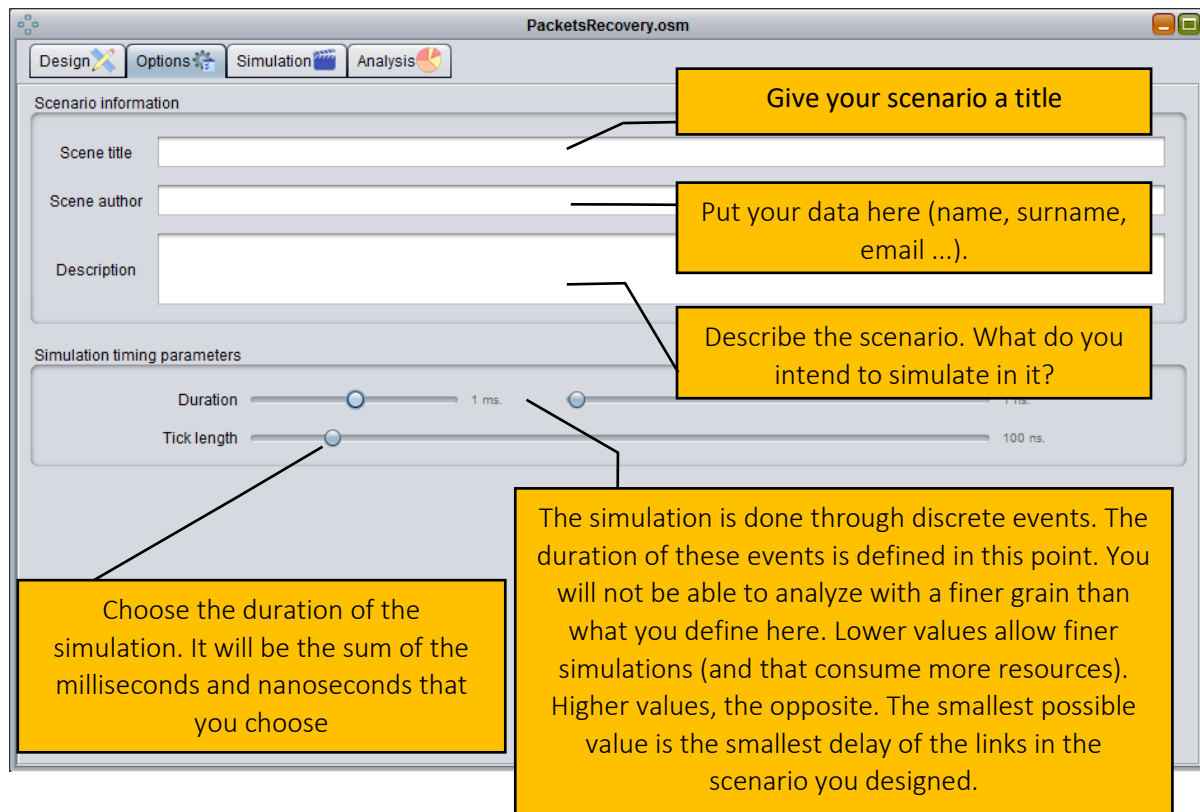 PacketsRecovery.osm
Design
Options
Simulation
Analysis
Scenario information
Give your scenario a title
Scene title
Scene author
Put your data here (name, surname,
email ...).
Description
Describe the scenario. What do you
intend to simulate in it?
Simulation timing parameters
Duration
1 ms.
1 ns.
Tick length
100 ns.
The simulation is done through discrete events. The
duration of these events is defined in this point. You
will not be able to analyze with a finer grain than
what you define here. Lower values allow finer
simulations (and that consume more resources).
Higher values, the opposite. The smallest possible
value is the smallest delay of the links in the
scenario you designed.
Choose the duration of the
simulation. It will be the sum of the
milliseconds and nanoseconds that
you choose